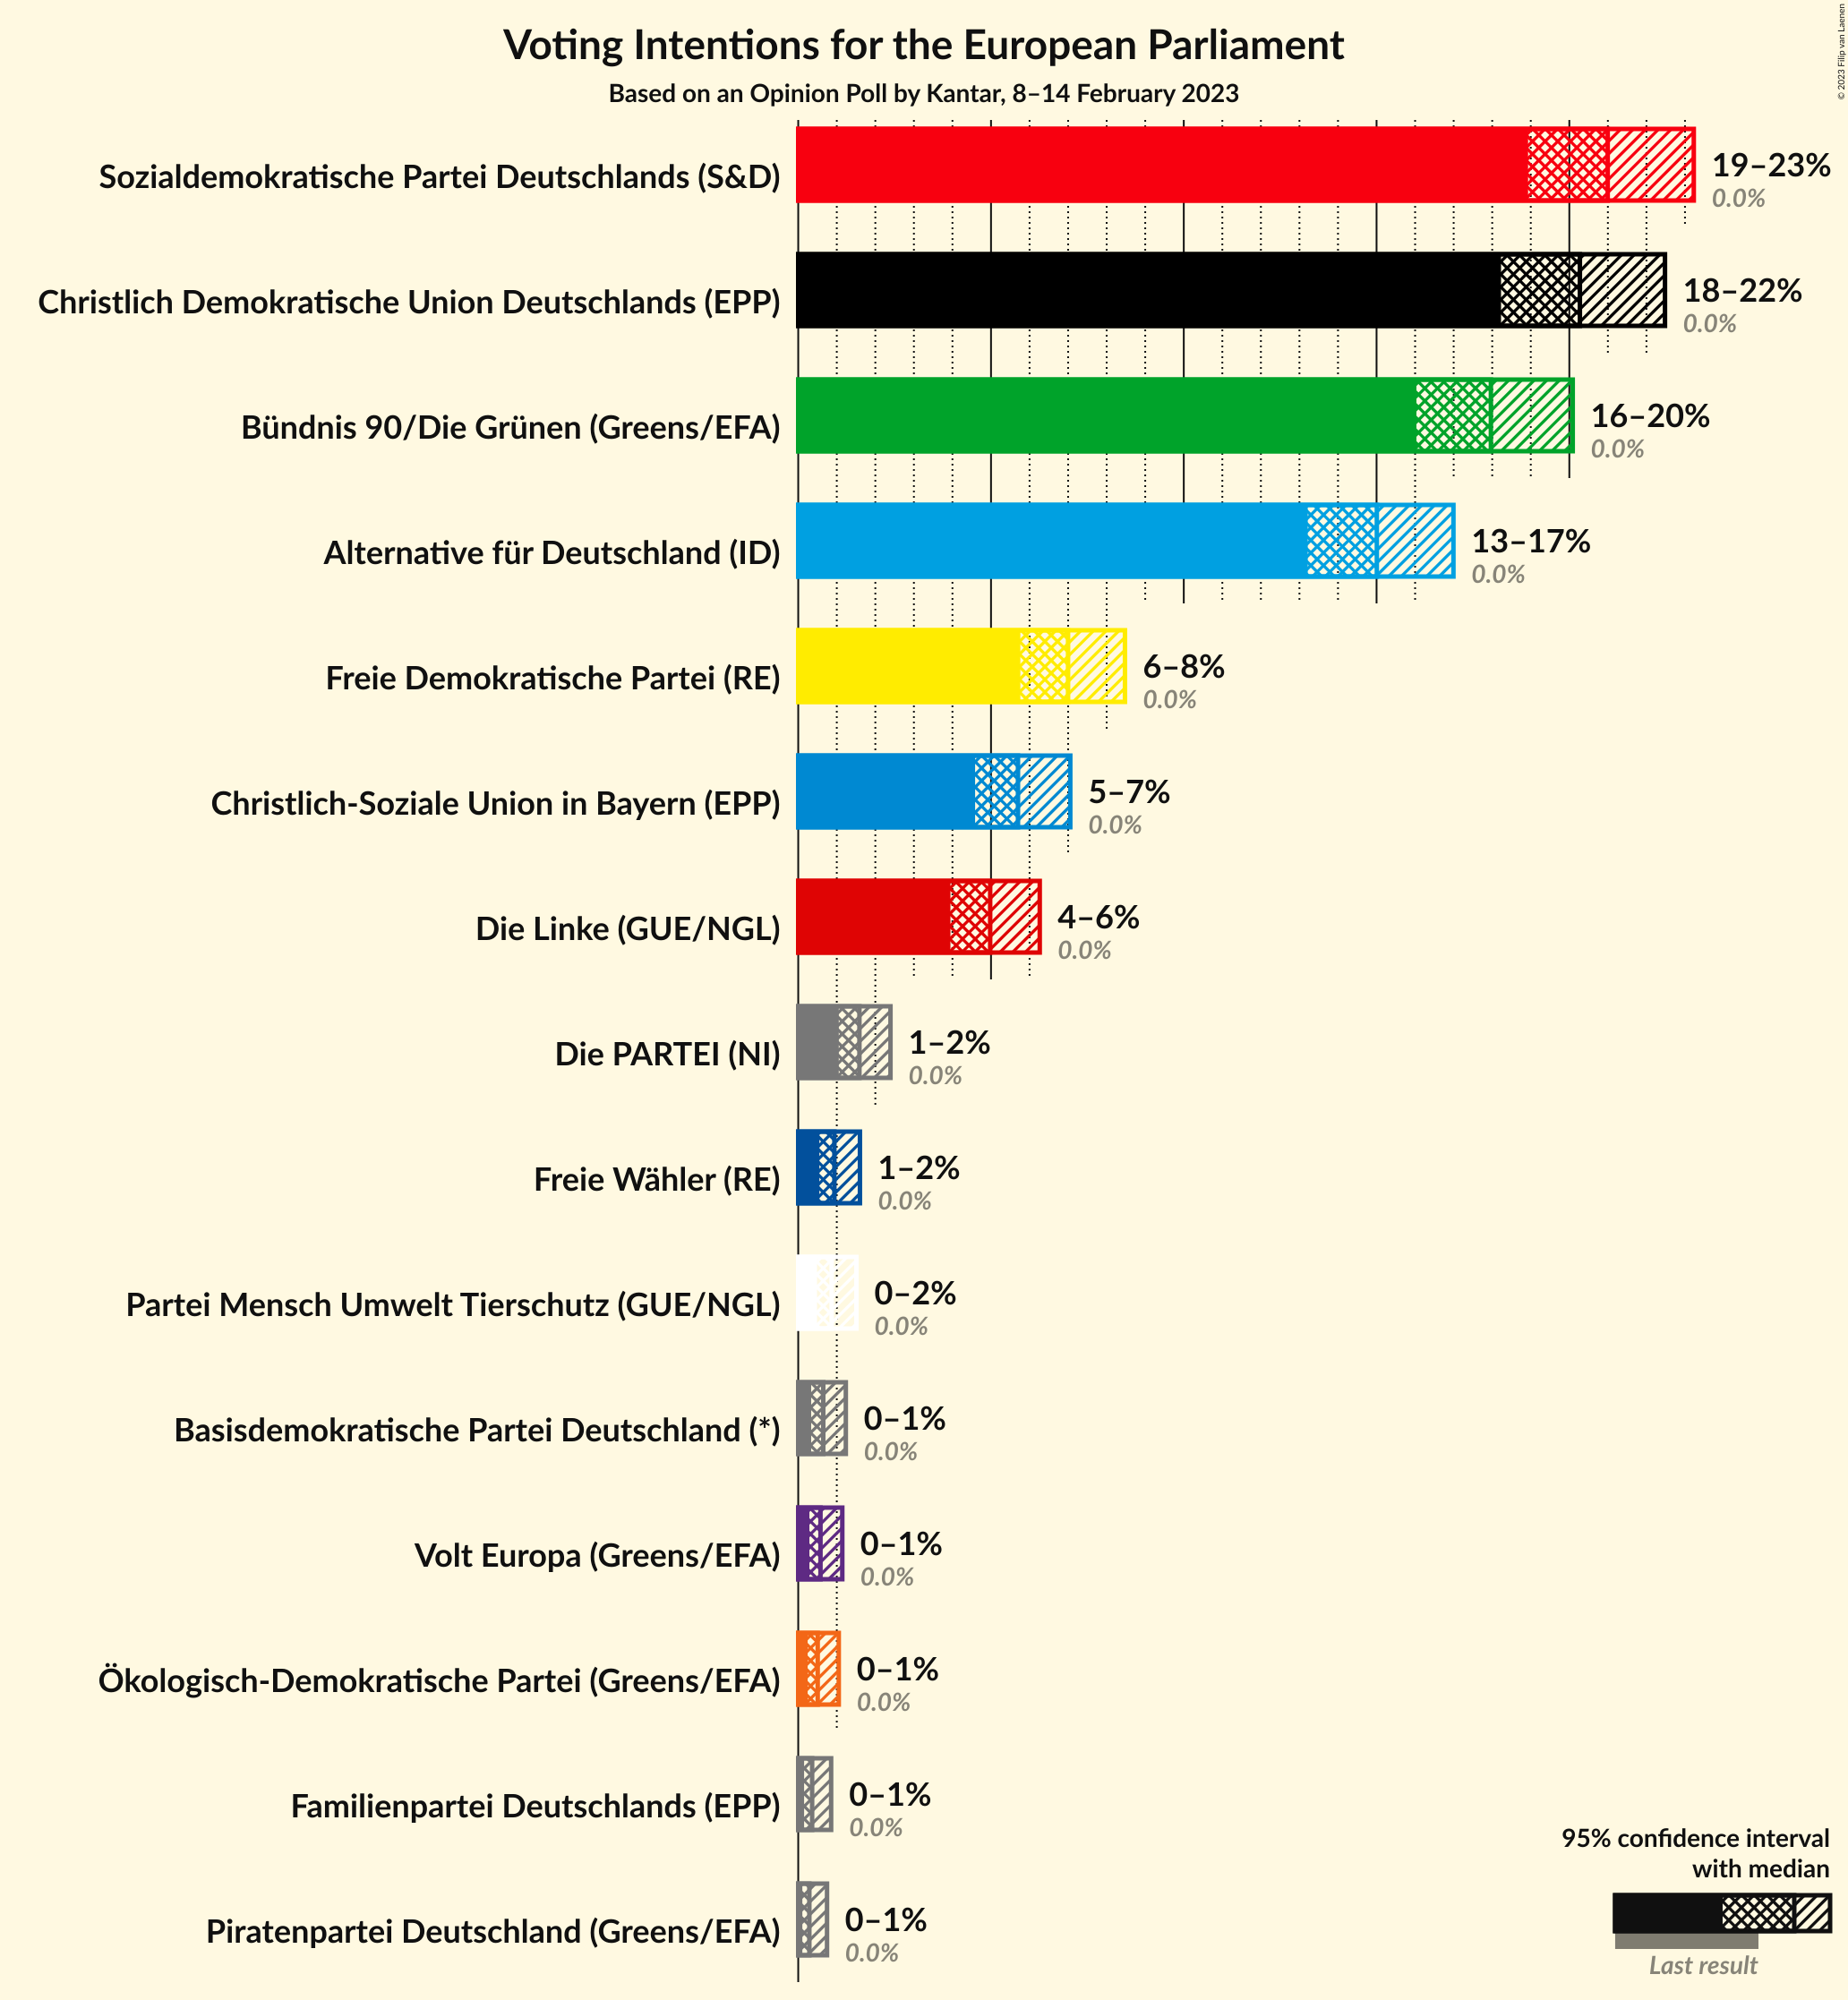 Voting Intentions for the European Parliament
Based on an Opinion Poll by Kantar, 8–14 February 2023
© 2023 Filip van Laenen
Sozialdemokratische Partei Deutschlands (S&D)
19–23%
0.0%
Christlich Demokratische Union Deutschlands (EPP)
18–22%
0.0%
Bündnis 90/Die Grünen (Greens/EFA)
16–20%
0.0%
Alternative für Deutschland (ID)
13–17%
0.0%
Freie Demokratische Partei (RE)
6–8%
0.0%
Christlich-Soziale Union in Bayern (EPP)
5–7%
0.0%
Die Linke (GUE/NGL)
4–6%
0.0%
Die PARTEI (NI)
1–2%
0.0%
Freie Wähler (RE)
1–2%
0.0%
Partei Mensch Umwelt Tierschutz (GUE/NGL)
0–2%
0.0%
Basisdemokratische Partei Deutschland (*)
0–1%
0.0%
Volt Europa (Greens/EFA)
0–1%
0.0%
Ökologisch-Demokratische Partei (Greens/EFA)
0–1%
0.0%
Familienpartei Deutschlands (EPP)
0–1%
0.0%
Piratenpartei Deutschland (Greens/EFA)
0–1%
0.0%
95% confidence interval
with median
Last result